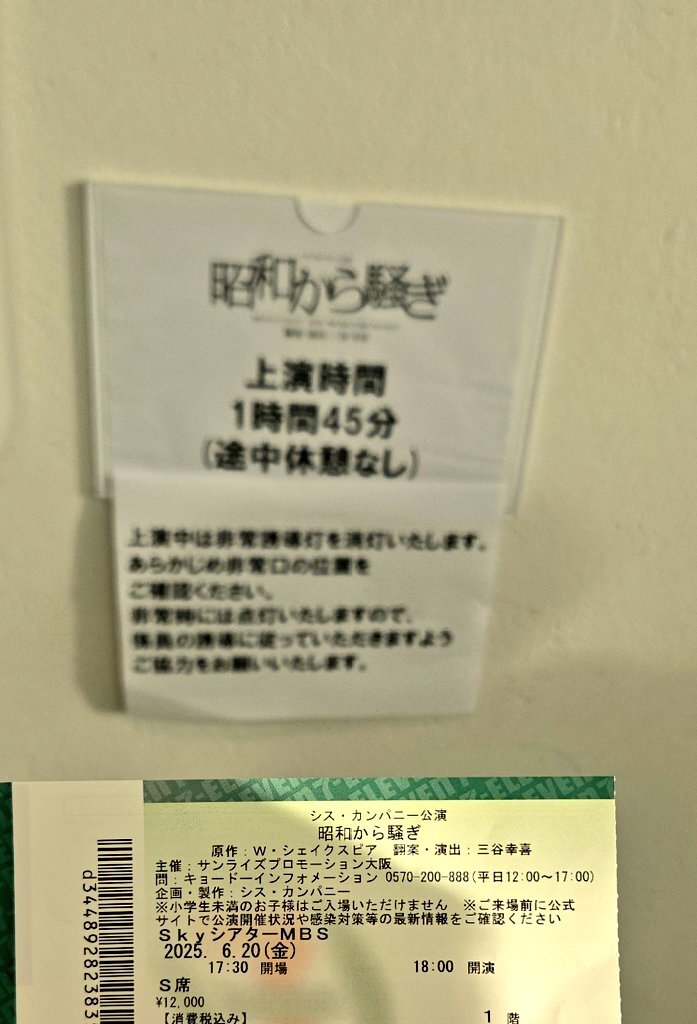 昭和から騒ぎ
上演時間
1時間45分
(途中休憩なし)
上演中は非常誘導灯を消灯いたします。
あらかじめ非常口の位置を
ご確認ください。
非常時には点灯いたしますので、
係員の誘導に従っていただきますよう
ご協力をお願いいたします。
シス・カンパニー公演
昭和から騒ぎ
原作:W・シェイクスピア 翻案・演出:三谷幸喜
主催:サンライズプロモーション大阪
問:キョードーインフォメーション 0570-200-888(平日12:00〜17:00)
企画・製作:シス・カンパニー
※小学生未満のお子様はご入場いただけません ※ご来場前に公式
サイトで公演開催状況や感染対策等の最新情報をご確認ください
SkyシアターMBS
2025. 6.20(金)
17:30 開場 18:00 開演
S席
¥12,000
【消費税込み】 1 階